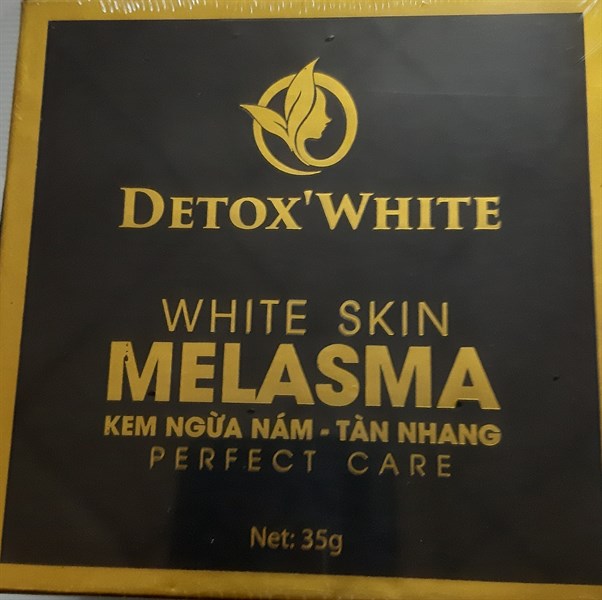 DETOX'WHITE
WHITE SKIN
MELASMA
KEM NGỪA NÁM - TÀN NHANG
PERFECT CARE
Net: 35g